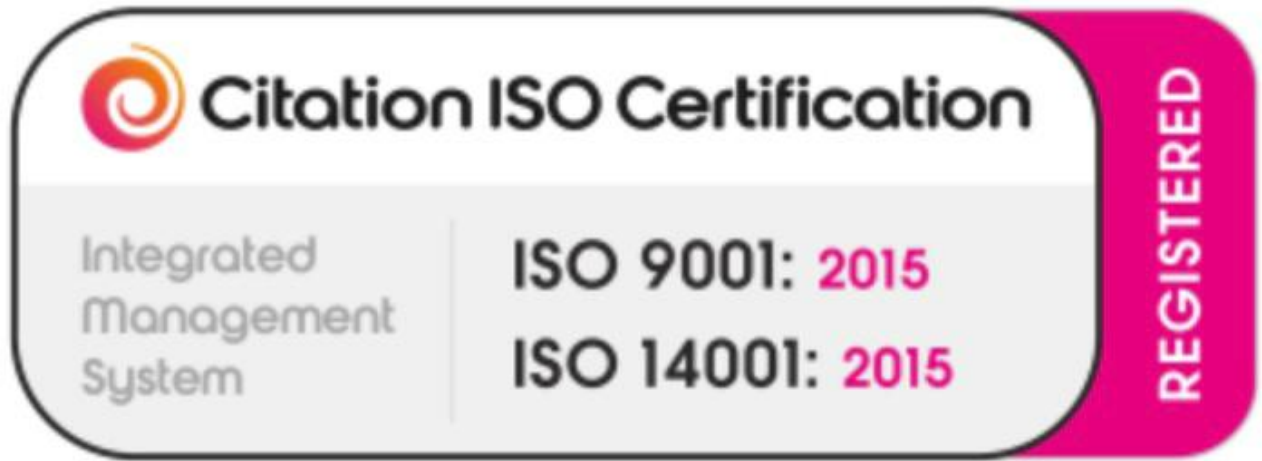 Citation ISO Certification
Integrated
Management
System
ISO 9001: 2015
ISO 14001: 2015
REGISTERED